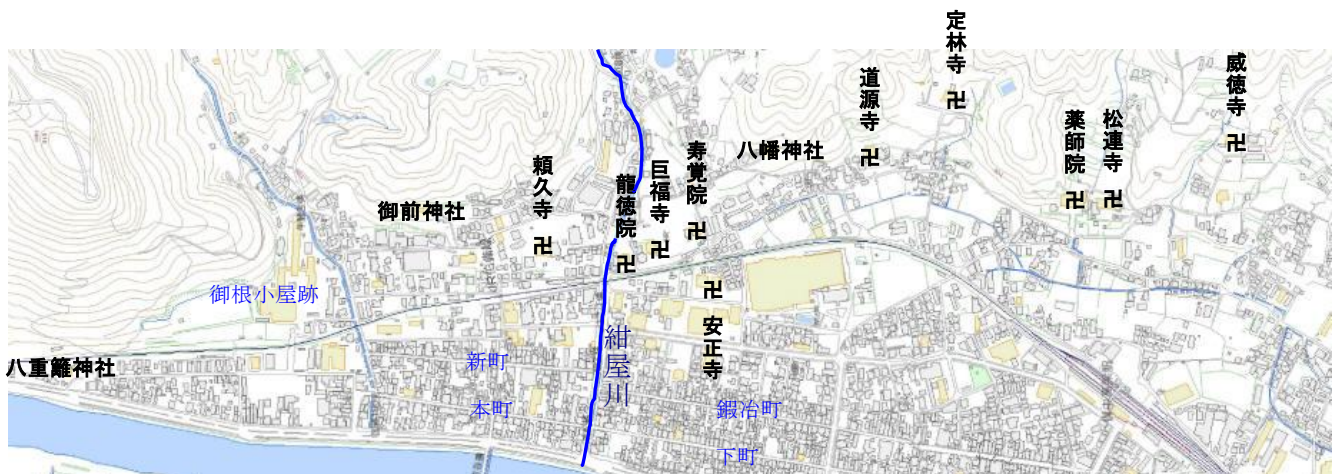 定林寺
威徳寺
道源寺
薬師院
松連寺
八幡神社
寿覚院
巨福寺
頼久寺
龍徳院
御前神社
御根小屋跡
安正寺
紺屋川
新町
八重籬神社
本町
鍛冶町
下町